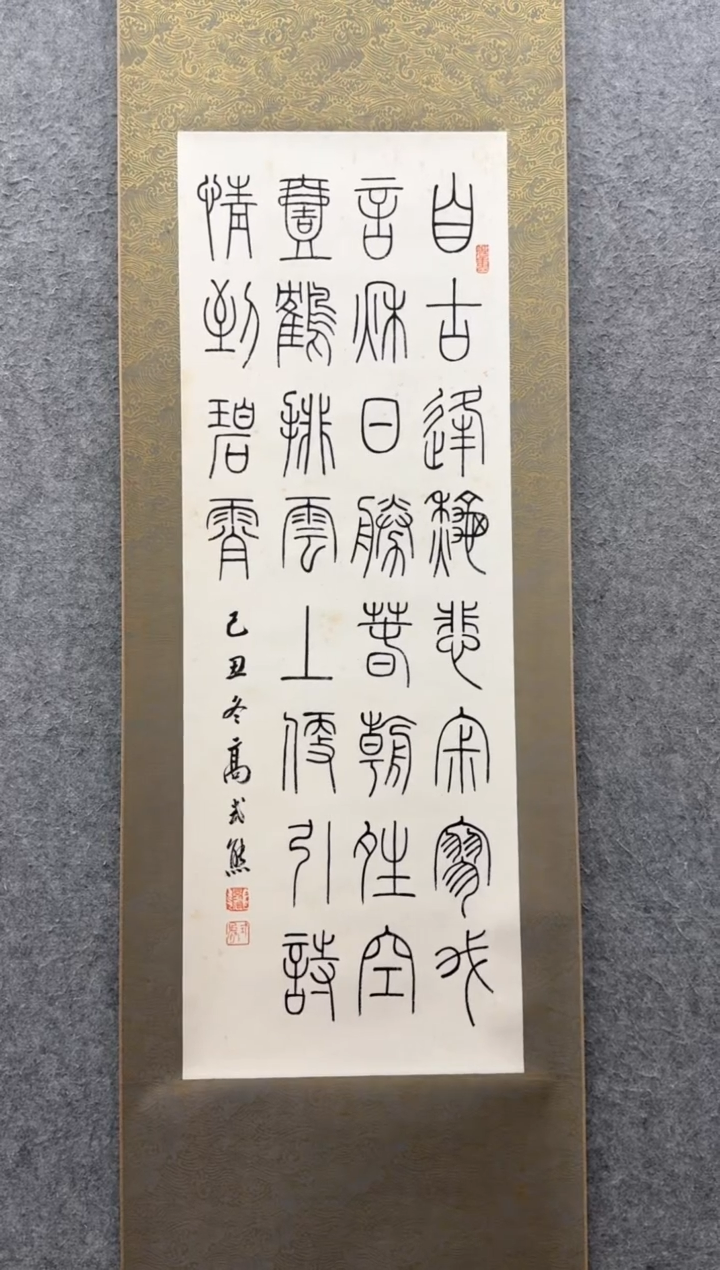 自古逢秋悲寂寥我
言秋日勝春朝晴空
壹鶴排雲上便引詩
情到碧霄
己丑冬高式熊